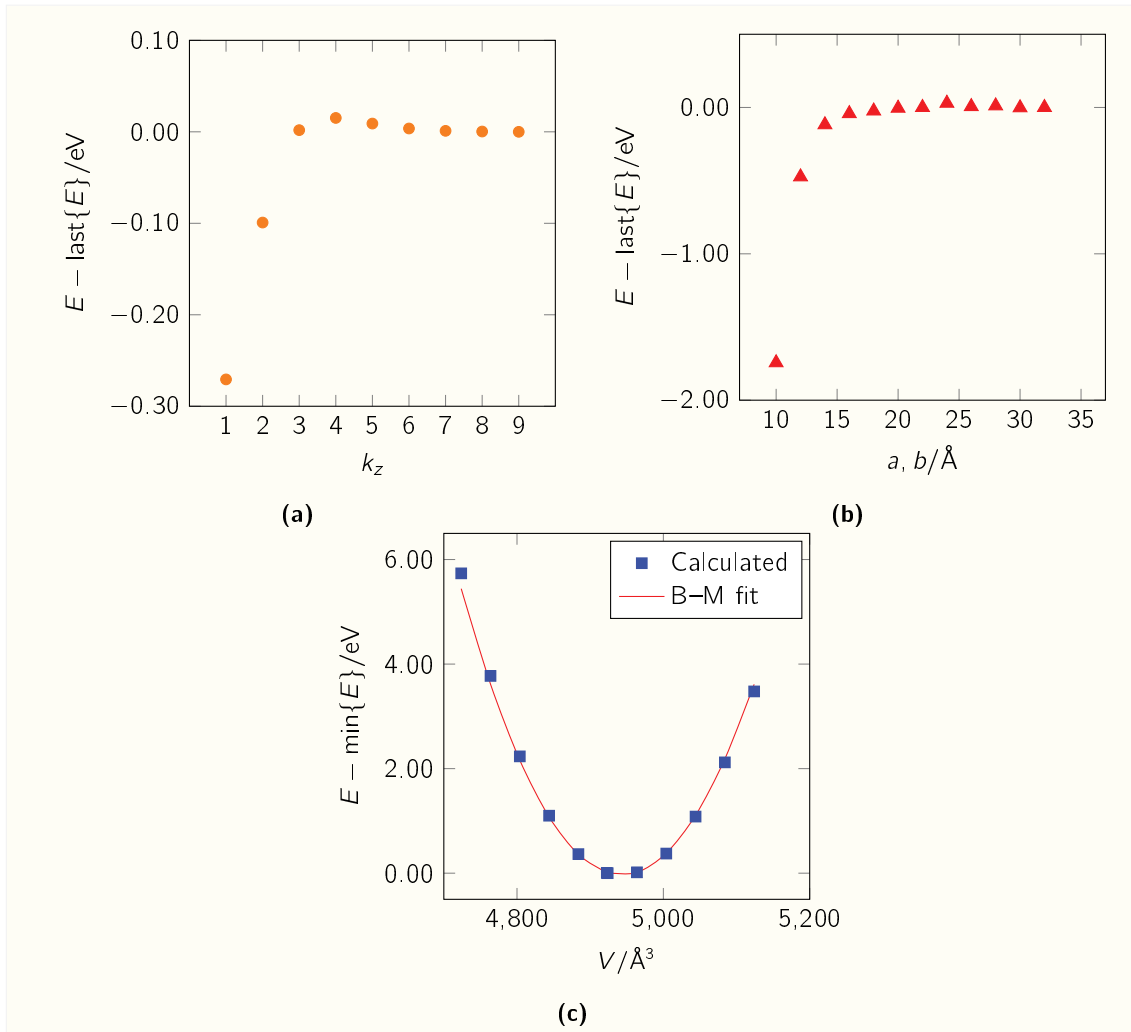 0.10
0.00
−0.10
−0.20
−0.30
E − last{E}/eV
1 2 3 4 5 6 7 8 9
k_z
(a)
0.00
−1.00
−2.00
E − last{E}/eV
10 15 20 25 30 35
a, b/Å
(b)
6.00
4.00
2.00
0.00
E − min{E}/eV
Calculated
B–M fit
4,800 5,000 5,200
V/Å³
(c)